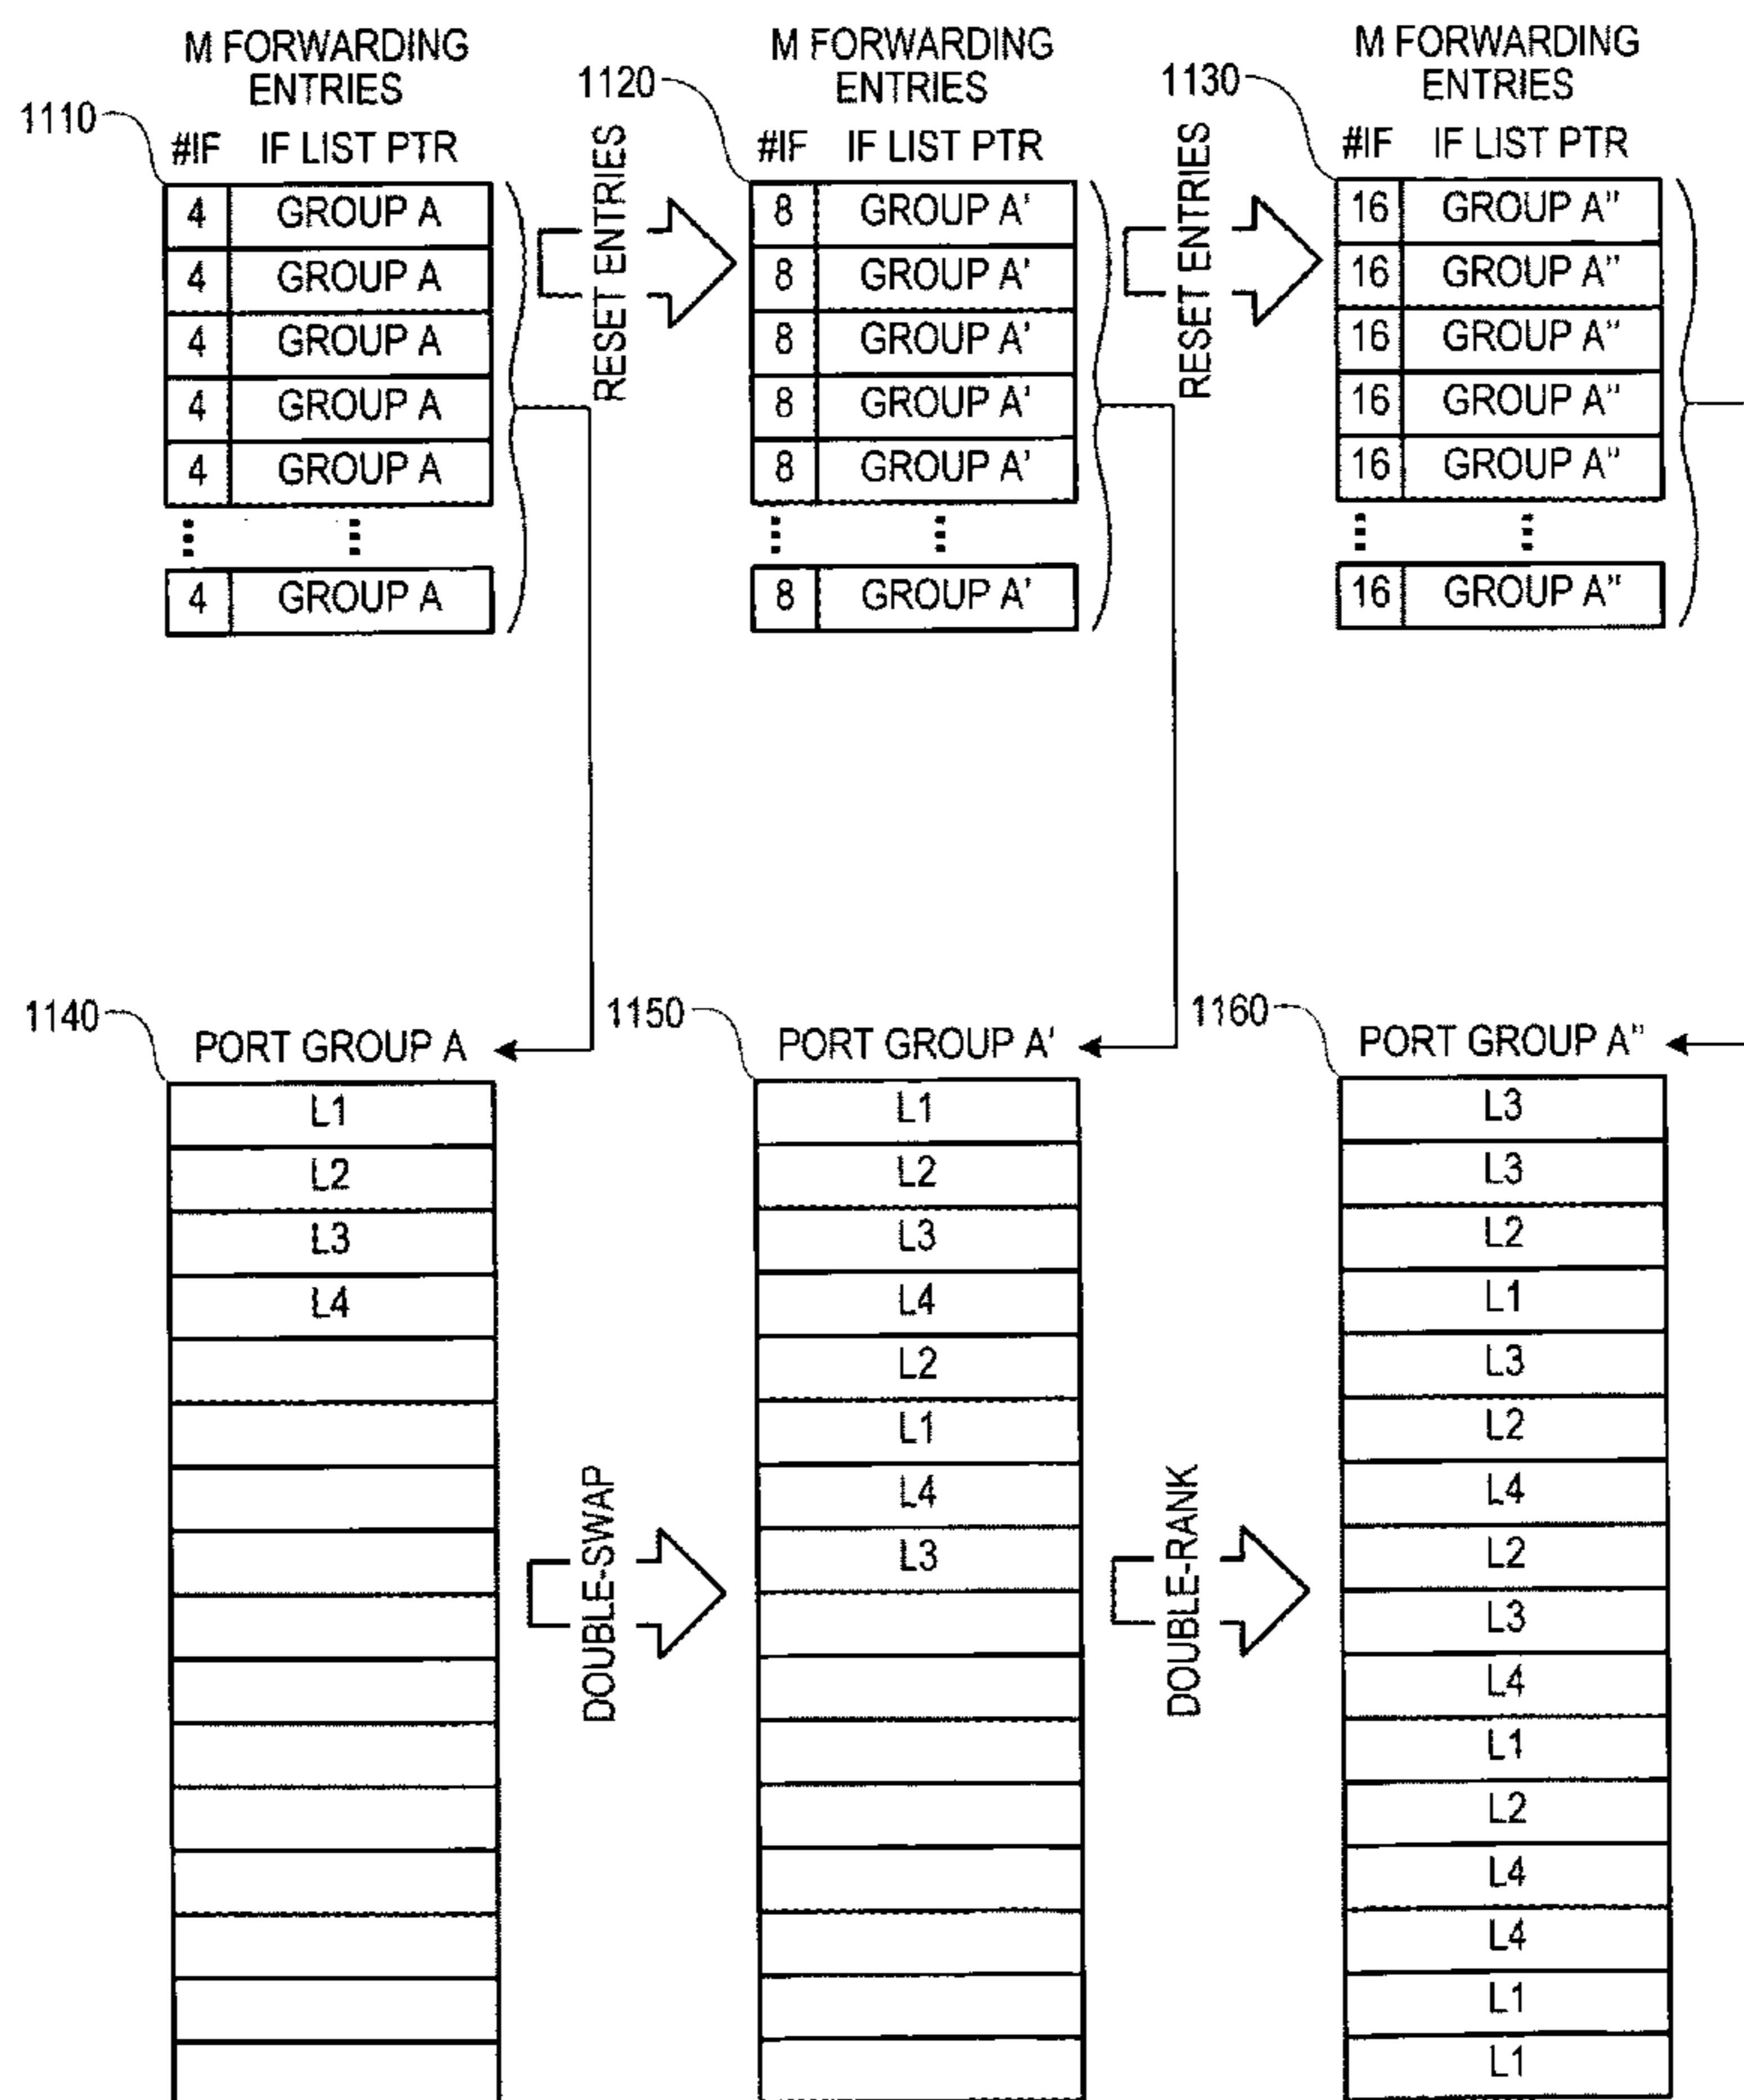 M FORWARDING
ENTRIES
1110
#IF IF LIST PTR
4 GROUP A
4 GROUP A
4 GROUP A
4 GROUP A
4 GROUP A
4 GROUP A
RESET ENTRIES
M FORWARDING
ENTRIES
1120
#IF IF LIST PTR
8 GROUP A'
8 GROUP A'
8 GROUP A'
8 GROUP A'
8 GROUP A'
8 GROUP A'
RESET ENTRIES
M FORWARDING
ENTRIES
1130
#IF IF LIST PTR
16 GROUP A"
16 GROUP A"
16 GROUP A"
16 GROUP A"
16 GROUP A"
16 GROUP A"
1140
PORT GROUP A
L1
L2
L3
L4
DOUBLE-SWAP
1150
PORT GROUP A'
L1
L2
L3
L4
L2
L1
L4
L3
DOUBLE-RANK
1160
PORT GROUP A"
L3
L3
L2
L1
L3
L2
L4
L2
L3
L4
L1
L2
L4
L4
L1
L1